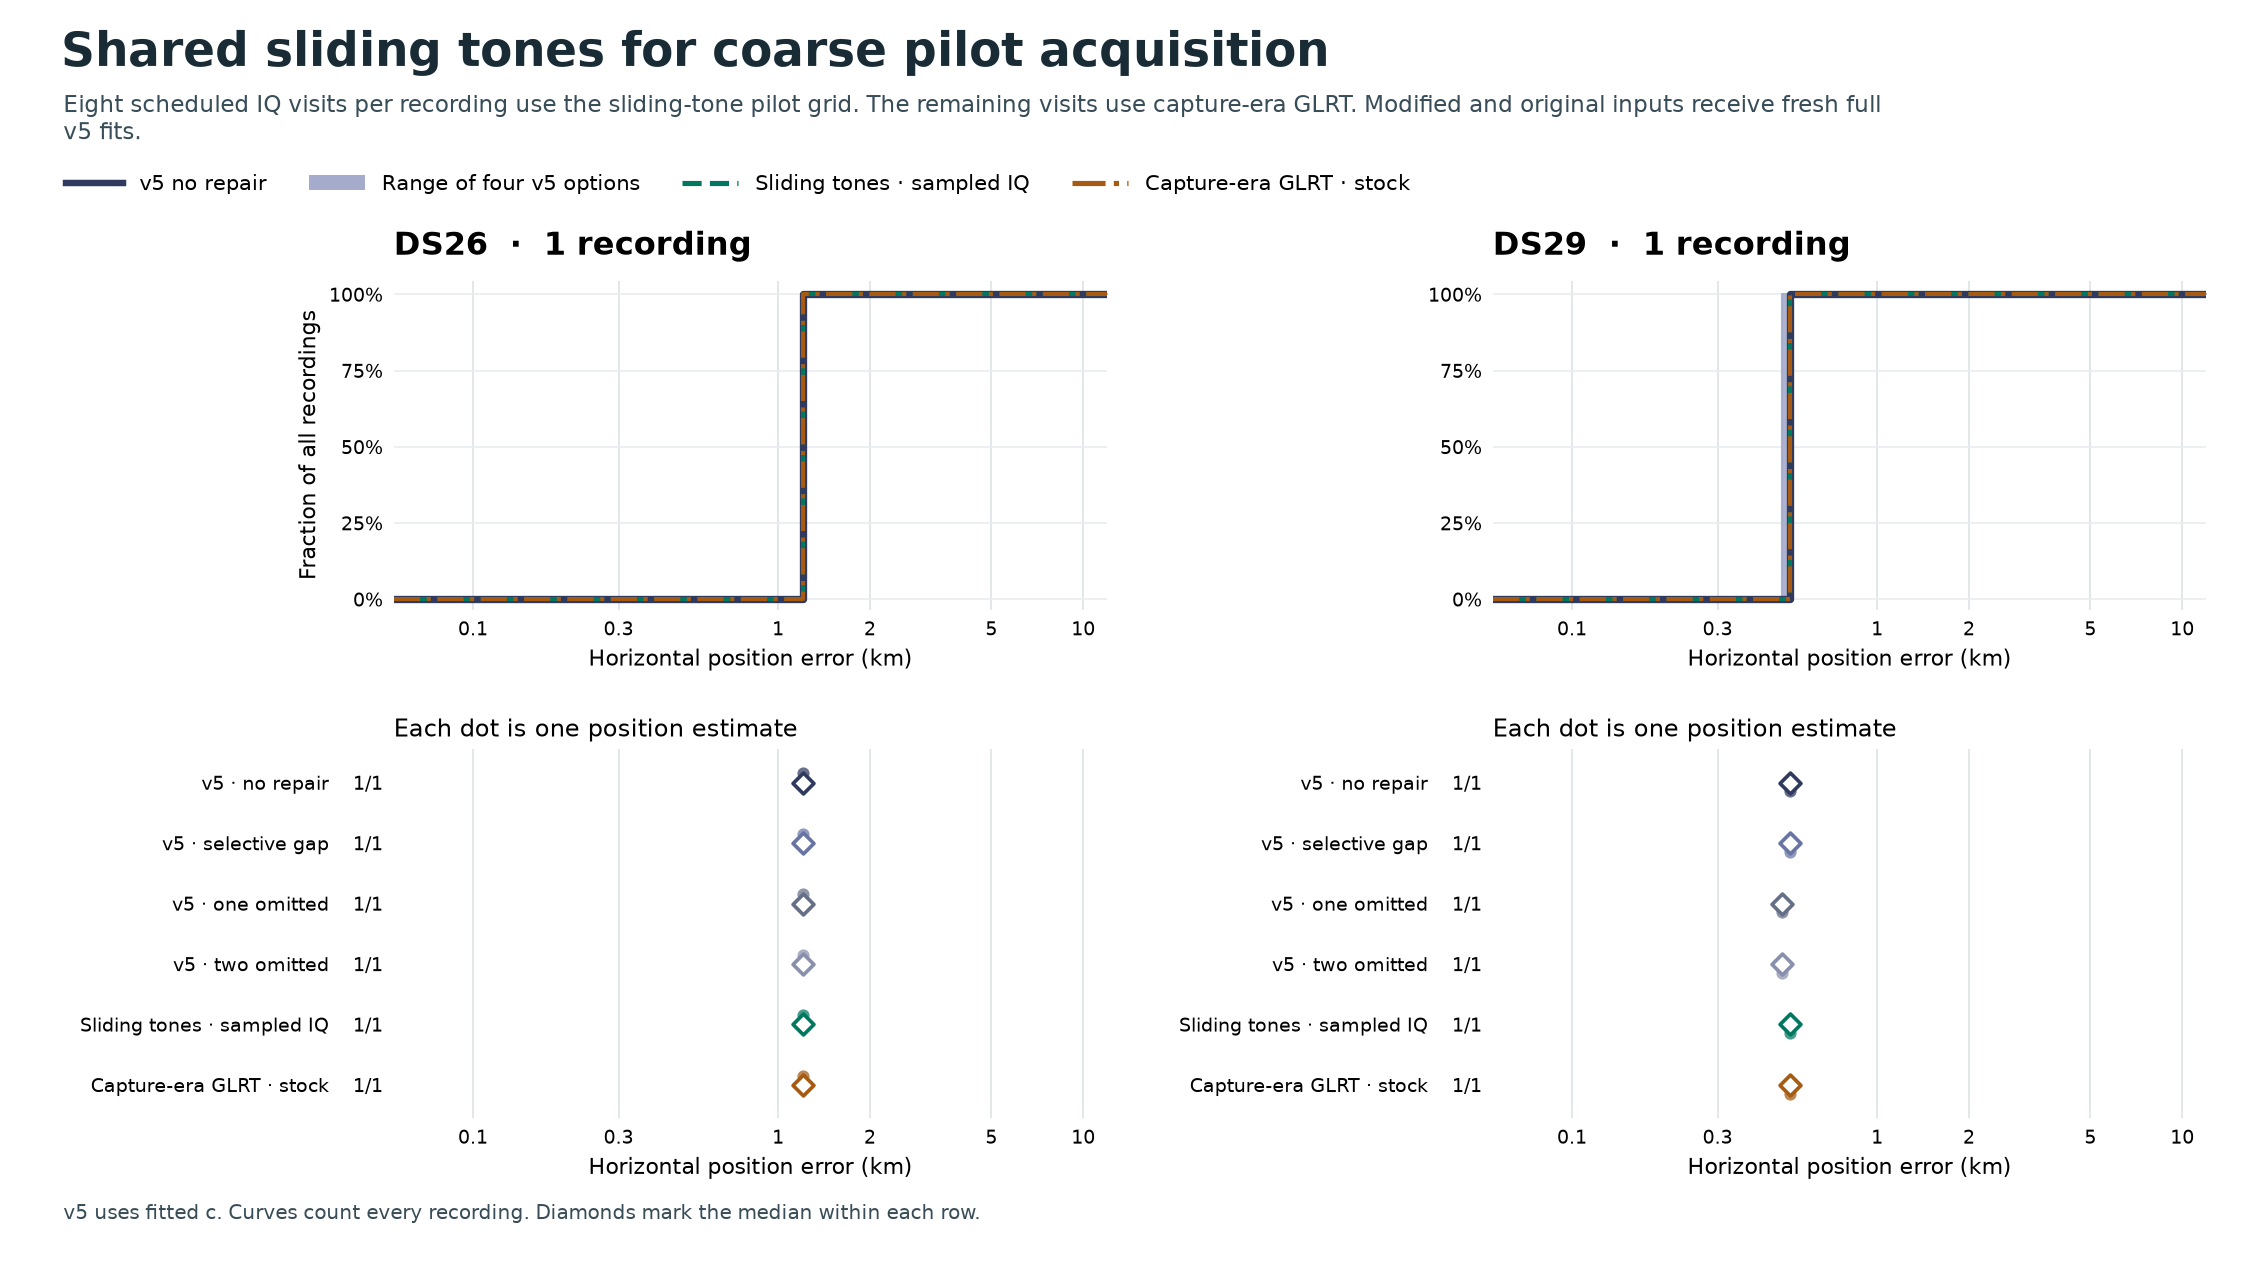 Shared sliding tones for coarse pilot acquisition
Eight scheduled IQ visits per recording use the sliding-tone pilot grid. The remaining visits use capture-era GLRT. Modified and original inputs receive fresh full
v5 fits.
v5 no repair
Range of four v5 options
Sliding tones · sampled IQ
Capture-era GLRT · stock
DS26 · 1 recording
Fraction of all recordings
100%
75%
50%
25%
0%
0.1 0.3 1 2 5 10
Horizontal position error (km)
DS29 · 1 recording
100%
75%
50%
25%
0%
0.1 0.3 1 2 5 10
Horizontal position error (km)
Each dot is one position estimate
v5 · no repair 1/1
v5 · selective gap 1/1
v5 · one omitted 1/1
v5 · two omitted 1/1
Sliding tones · sampled IQ 1/1
Capture-era GLRT · stock 1/1
0.1 0.3 1 2 5 10
Horizontal position error (km)
Each dot is one position estimate
v5 · no repair 1/1
v5 · selective gap 1/1
v5 · one omitted 1/1
v5 · two omitted 1/1
Sliding tones · sampled IQ 1/1
Capture-era GLRT · stock 1/1
0.1 0.3 1 2 5 10
Horizontal position error (km)
v5 uses fitted c. Curves count every recording. Diamonds mark the median within each row.